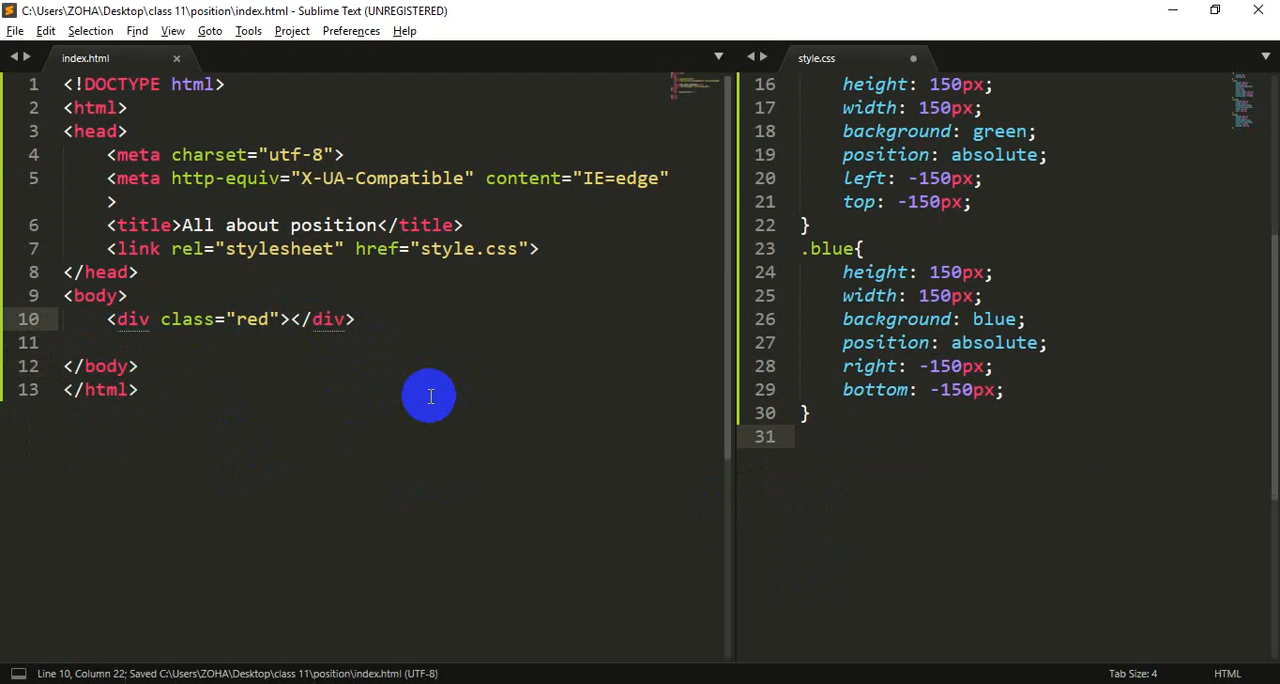 C:\Users\ZOHA\Desktop\class 11\position\index.html - Sublime Text (UNREGISTERED)
File Edit Selection Find View Goto Tools Project Preferences Help
index.html
1 <!DOCTYPE html>
2 <html>
3 <head>
4 <meta charset="utf-8">
5 <meta http-equiv="X-UA-Compatible" content="IE=edge"
>
6 <title>All about position</title>
7 <link rel="stylesheet" href="style.css">
8 </head>
9 <body>
10 <div class="red"></div>
11
12 </body>
13 </html>
style.css
16 height: 150px;
17 width: 150px;
18 background: green;
19 position: absolute;
20 left: -150px;
21 top: -150px;
22 }
23 .blue{
24 height: 150px;
25 width: 150px;
26 background: blue;
27 position: absolute;
28 right: -150px;
29 bottom: -150px;
30 }
31
Line 10, Column 22; Saved C:\Users\ZOHA\Desktop\class 11\position\index.html (UTF-8)
Tab Size: 4
HTML